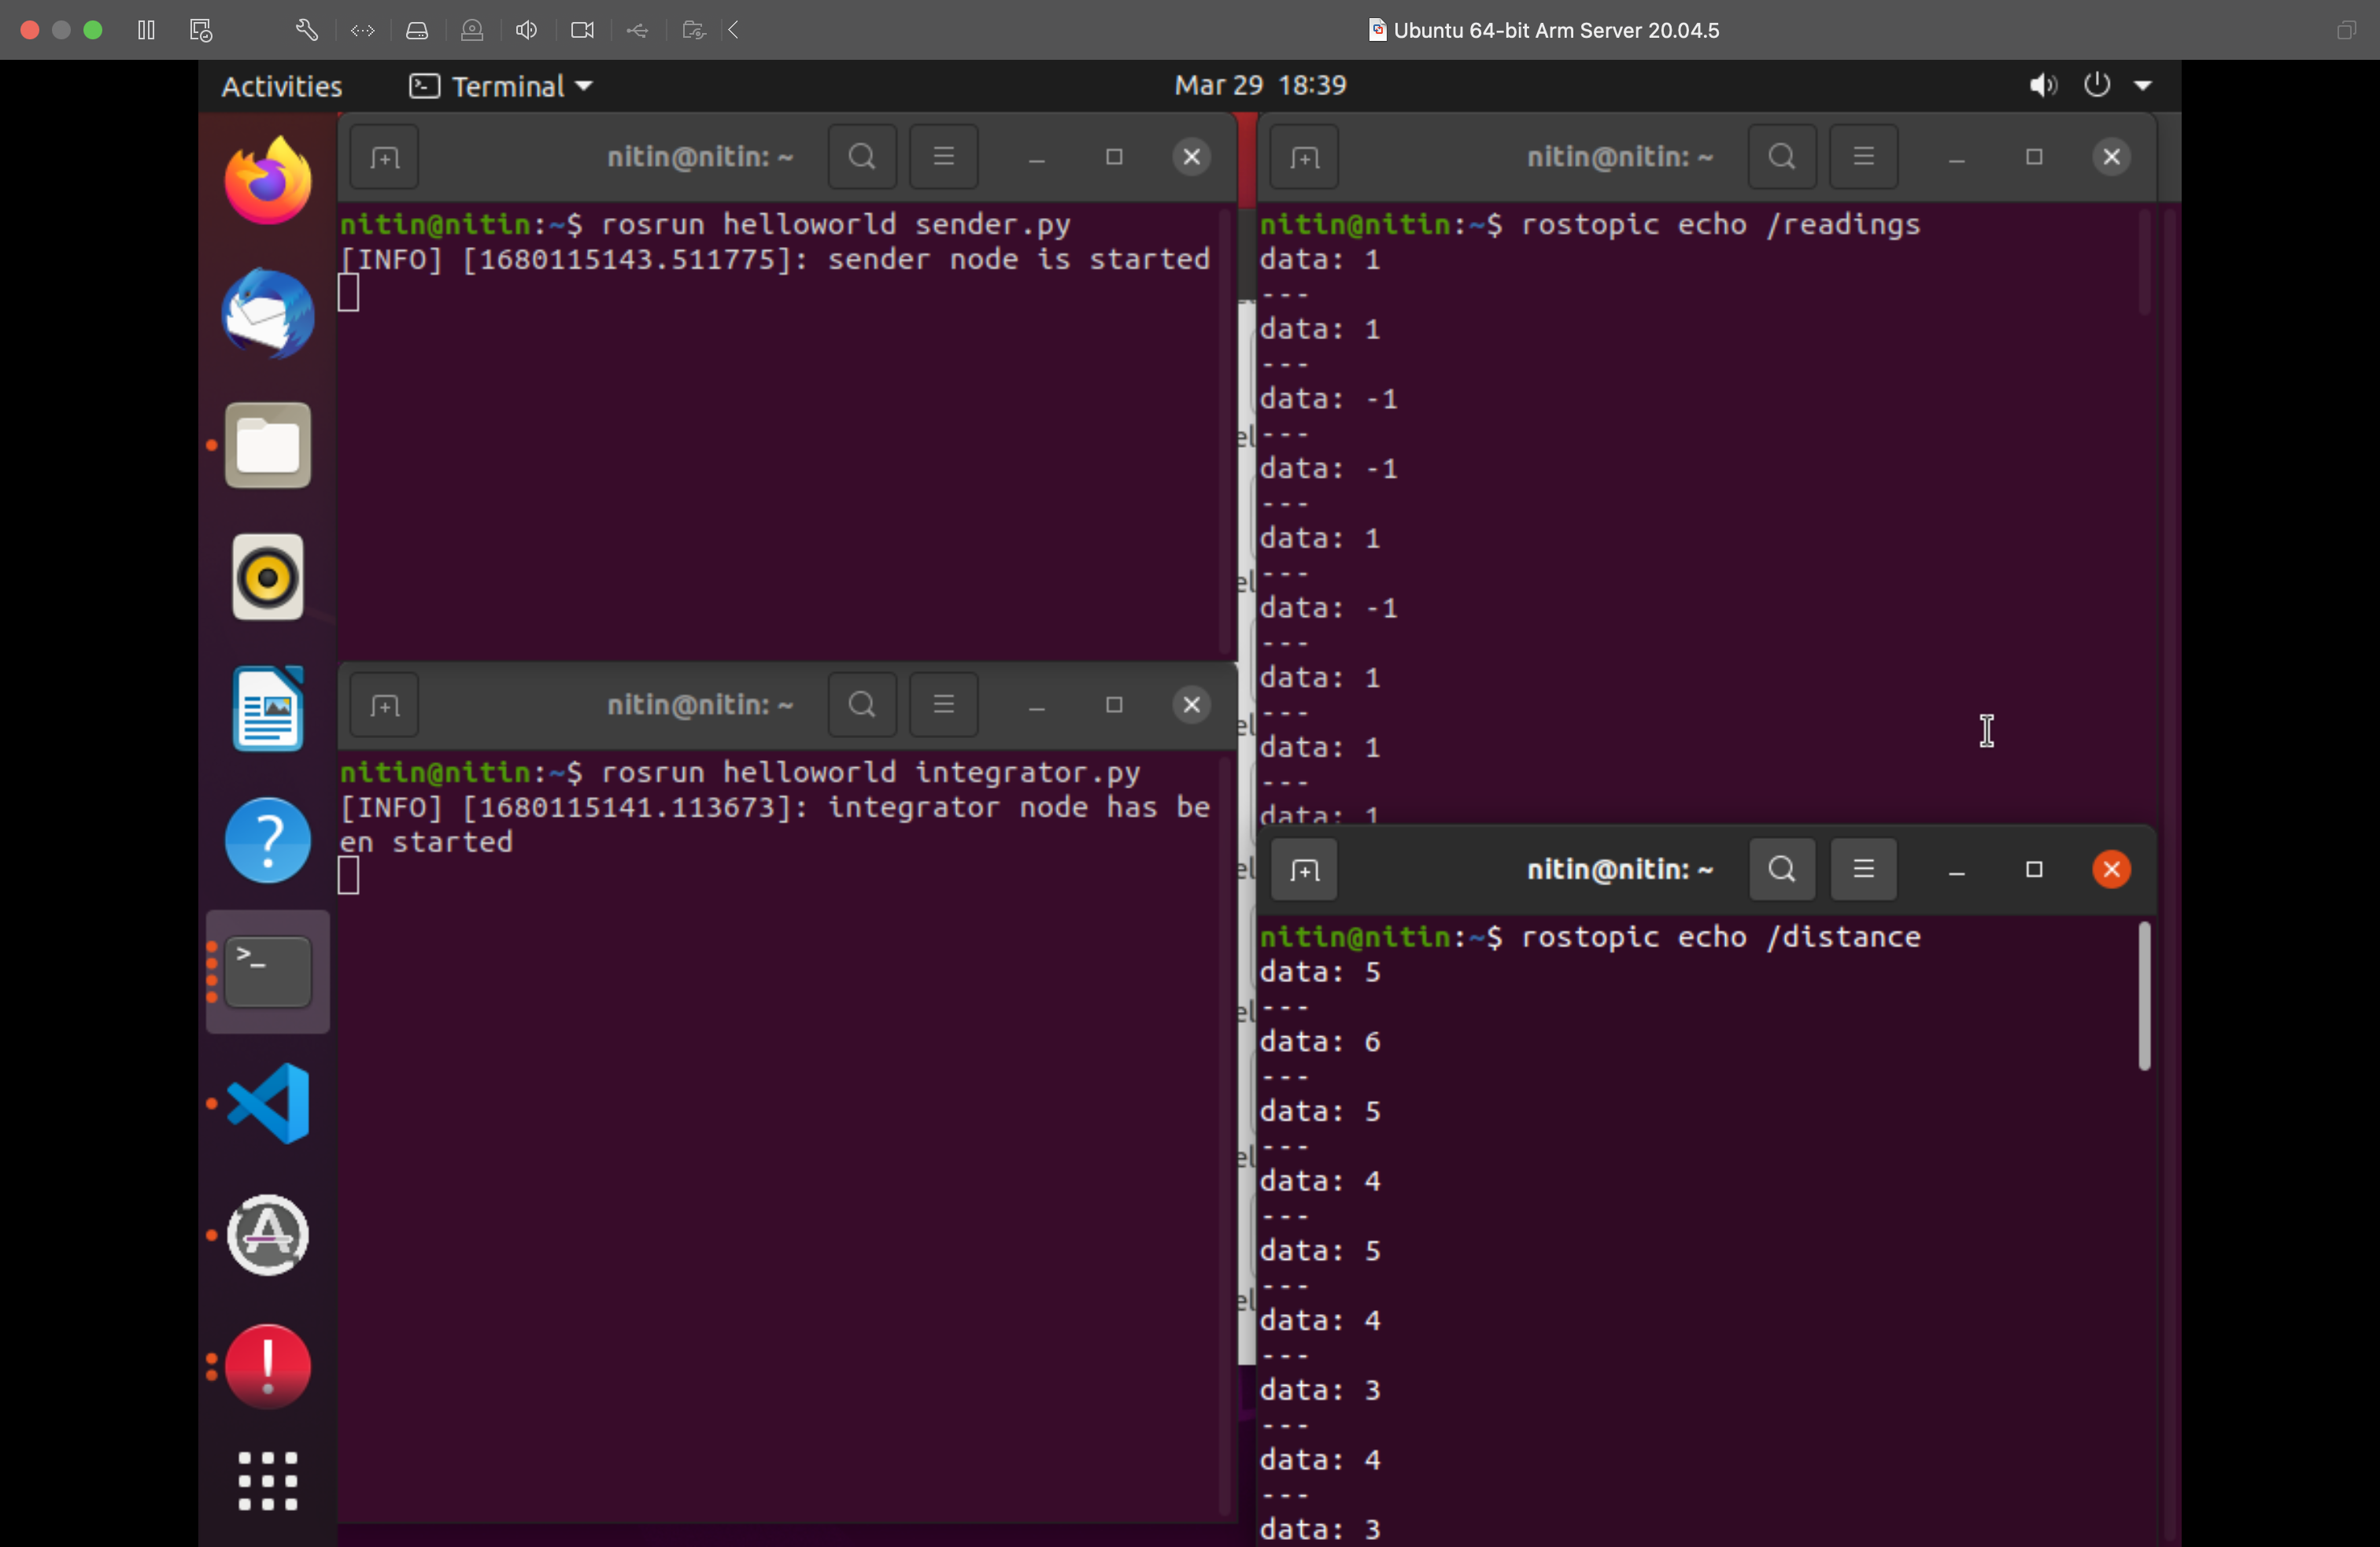 Ubuntu 64-bit Arm Server 20.04.5
Activities
Terminal
Mar 29 18:39
nitin@nitin: ~
nitin@nitin:~$ rosrun helloworld sender.py
[INFO] [1680115143.511775]: sender node is started
nitin@nitin: ~
nitin@nitin:~$ rosrun helloworld integrator.py
[INFO] [1680115141.113673]: integrator node has be
en started
nitin@nitin: ~
nitin@nitin:~$ rostopic echo /readings
data: 1
---
data: 1
---
data: -1
---
data: -1
---
data: 1
---
data: -1
---
data: 1
---
data: 1
---
data: 1
nitin@nitin: ~
nitin@nitin:~$ rostopic echo /distance
data: 5
---
data: 6
---
data: 5
---
data: 4
---
data: 5
---
data: 4
---
data: 3
---
data: 4
---
data: 3